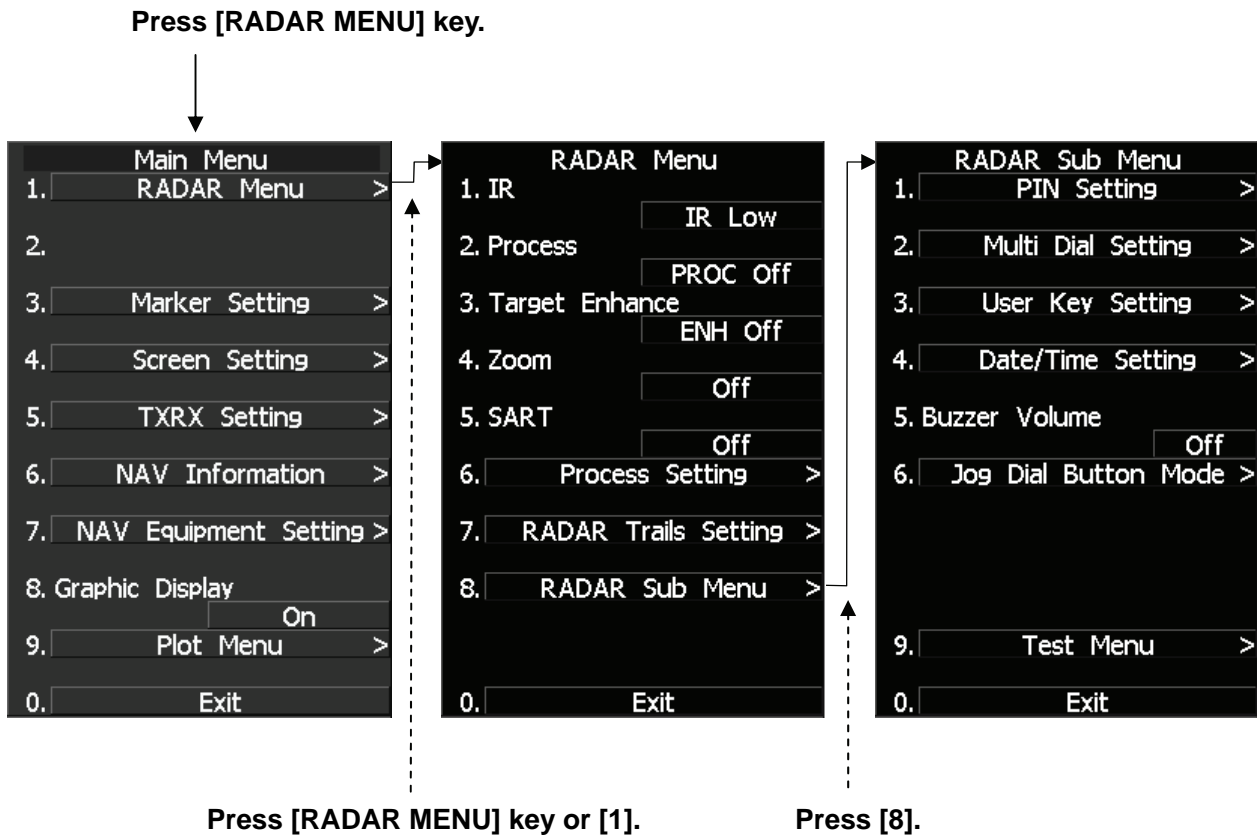 Press [RADAR MENU] key.
Main Menu
1. RADAR Menu >
2.
3. Marker Setting >
4. Screen Setting >
5. TXRX Setting >
6. NAV Information >
7. NAV Equipment Setting >
8. Graphic Display
On
9. Plot Menu >
0. Exit
RADAR Menu
1. IR
IR Low
2. Process
PROC Off
3. Target Enhance
ENH Off
4. Zoom
Off
5. SART
Off
6. Process Setting >
7. RADAR Trails Setting >
8. RADAR Sub Menu >
0. Exit
RADAR Sub Menu
1. PIN Setting >
2. Multi Dial Setting >
3. User Key Setting >
4. Date/Time Setting >
5. Buzzer Volume
Off
6. Jog Dial Button Mode >
9. Test Menu >
0. Exit
Press [RADAR MENU] key or [1].
Press [8].